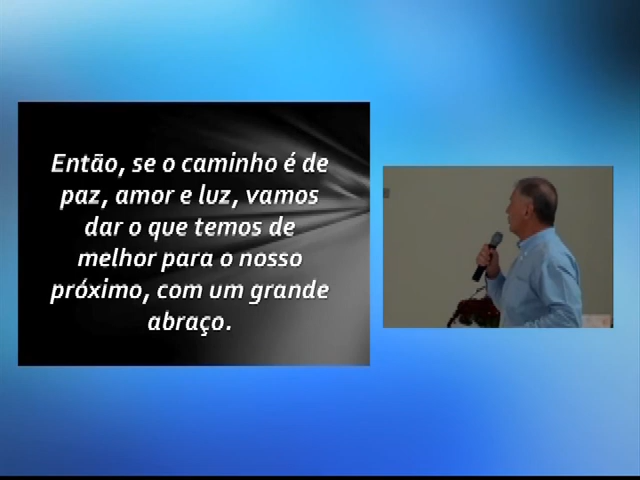 Então, se o caminho é de
paz, amor e luz, vamos
dar o que temos de
melhor para o nosso
próximo, com um grande
abraço.